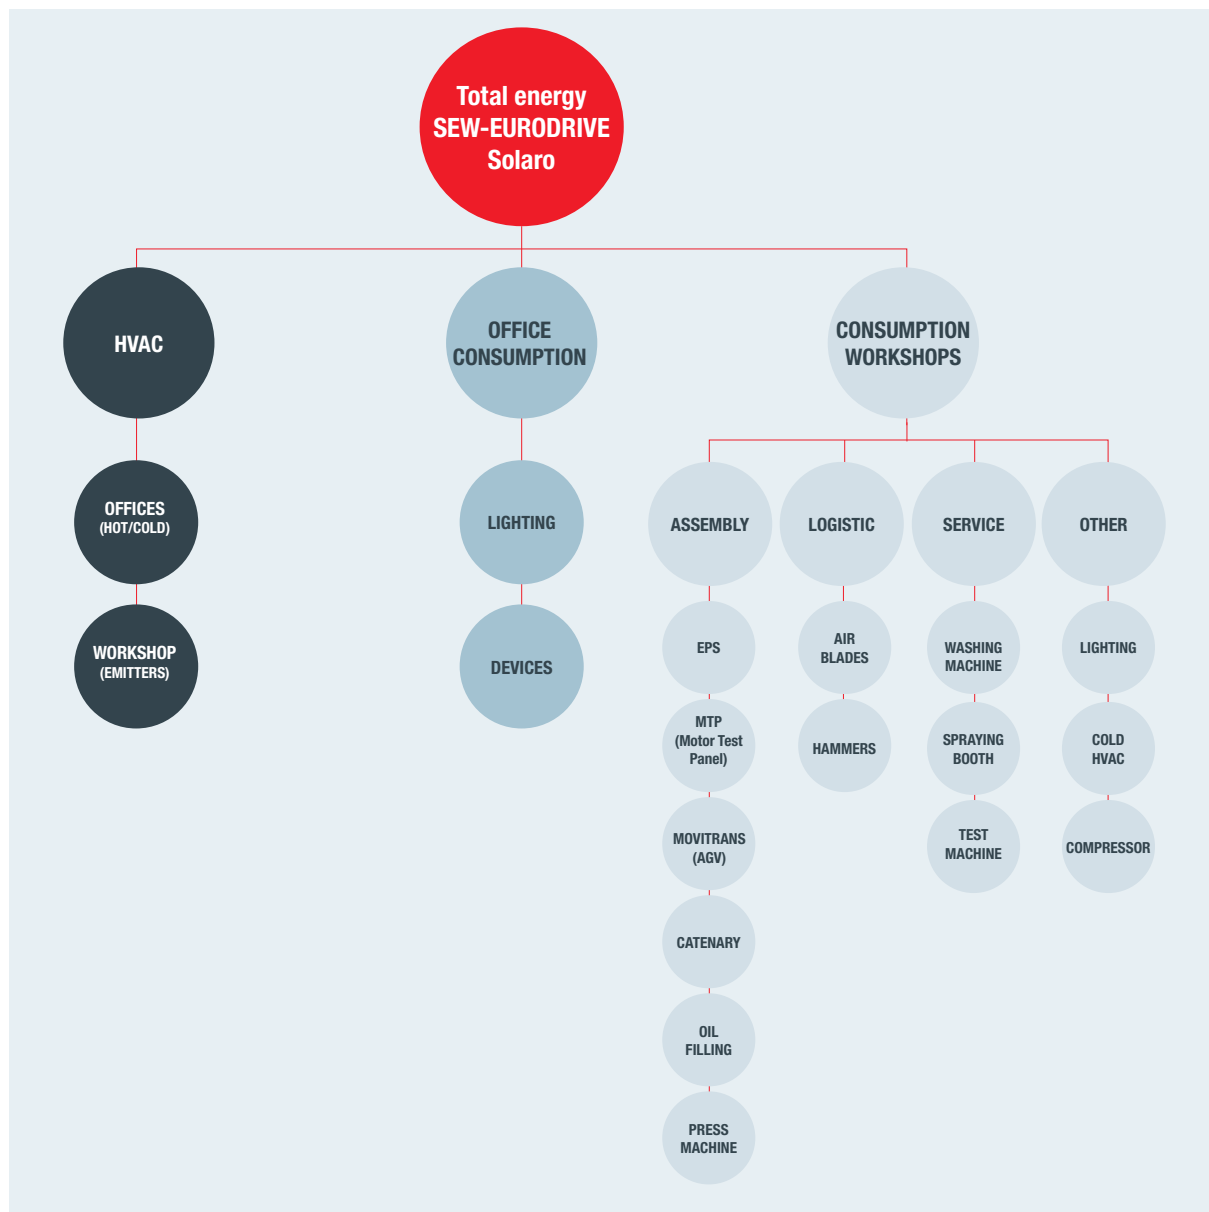 Total energy
SEW-EURODRIVE
Solaro
HVAC
OFFICE
CONSUMPTION
CONSUMPTION
WORKSHOPS
OFFICES
(HOT/COLD)
WORKSHOP
(EMITTERS)
LIGHTING
DEVICES
ASSEMBLY
EPS
MTP
(Motor Test
Panel)
MOVITRANS
(AGV)
CATENARY
OIL
FILLING
PRESS
MACHINE
LOGISTIC
AIR
BLADES
HAMMERS
SERVICE
WASHING
MACHINE
SPRAYING
BOOTH
TEST
MACHINE
OTHER
LIGHTING
COLD
HVAC
COMPRESSOR